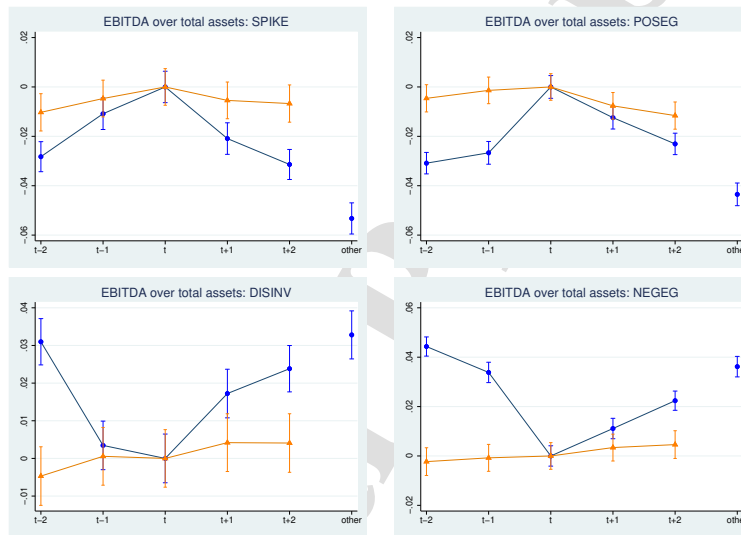 EBITDA over total assets: SPIKE
.02
0
-.02
-.04
-.06
t-2 t-1 t t+1 t+2 other
EBITDA over total assets: POSEG
.02
0
-.02
-.04
-.06
t-2 t-1 t t+1 t+2 other
EBITDA over total assets: DISINV
.04
.03
.02
.01
0
-.01
t-2 t-1 t t+1 t+2 other
EBITDA over total assets: NEGEG
.06
.04
.02
0
-.02
t-2 t-1 t t+1 t+2 other